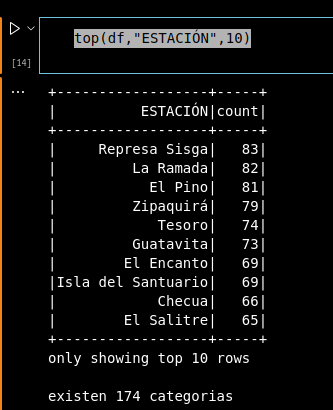 top(df,"ESTACIÓN",10)
[14]
...
+------------------+-----+
|          ESTACIÓN|count|
+------------------+-----+
|     Represa Sisga|   83|
|         La Ramada|   82|
|           El Pino|   81|
|         Zipaquirá|   79|
|            Tesoro|   74|
|         Guatavita|   73|
|        El Encanto|   69|
|Isla del Santuario|   69|
|            Checua|   66|
|        El Salitre|   65|
+------------------+-----+
only showing top 10 rows

existen 174 categorias